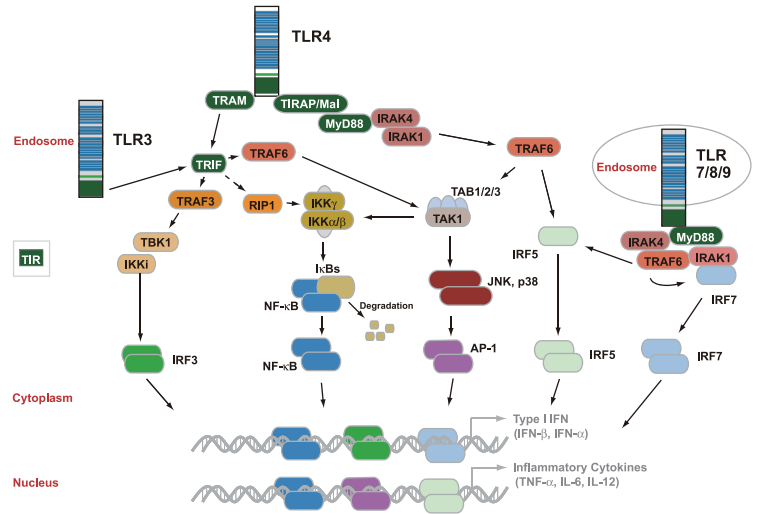 TLR4
TRAM
TIRAP/Mal
MyD88
IRAK4
IRAK1
Endosome
TLR3
TRIF
TRAF6
TRAF6
Endosome
TLR
7/8/9
TRAF3
RIP1
IKKγ
IKKα/β
TAB1/2/3
TAK1
TBK1
IKKi
TIR
IRF5
IRAK4
MyD88
TRAF6
IRAK1
IRF7
IκBs
NF-κB
Degradation
JNK, p38
IRF3
NF-κB
AP-1
IRF5
IRF7
Cytoplasm
Type I IFN
(IFN-β, IFN-α)
Nucleus
Inflammatory Cytokines
(TNF-α, IL-6, IL-12)